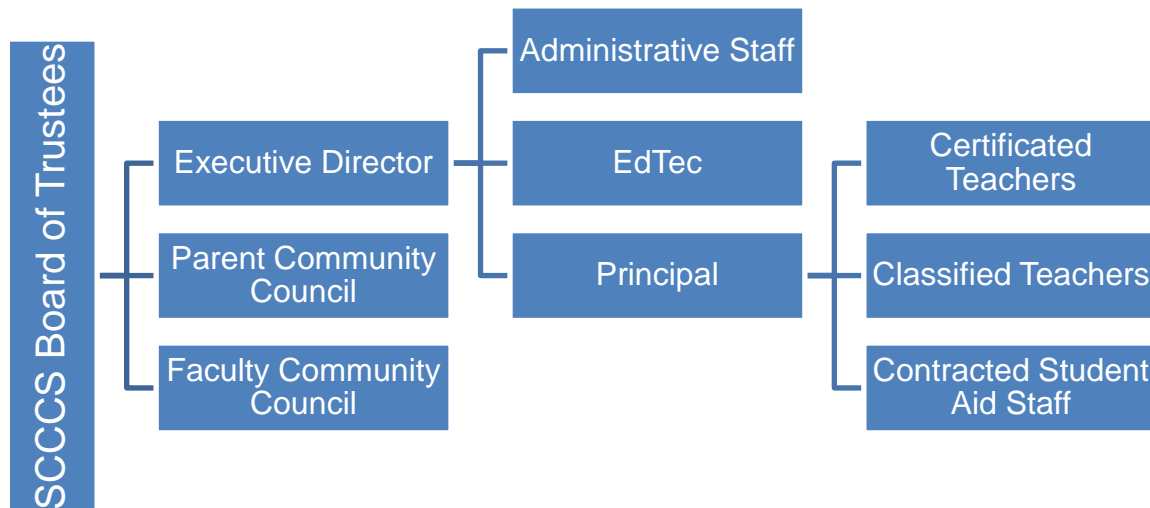 SCCCS Board of Trustees
Executive Director
Parent Community
Council
Faculty Community
Council
Administrative Staff
EdTec
Principal
Certificated
Teachers
Classified Teachers
Contracted Student
Aid Staff